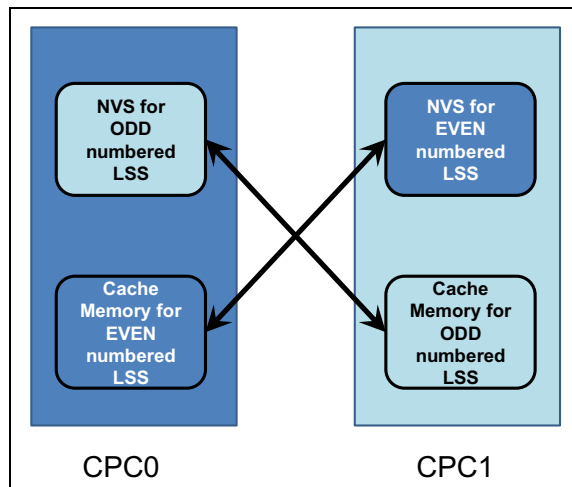 NVS for
ODD
numbered
LSS
NVS for
EVEN
numbered
LSS
Cache
Memory for
EVEN
numbered
LSS
Cache
Memory for
ODD
numbered
LSS
CPC0
CPC1